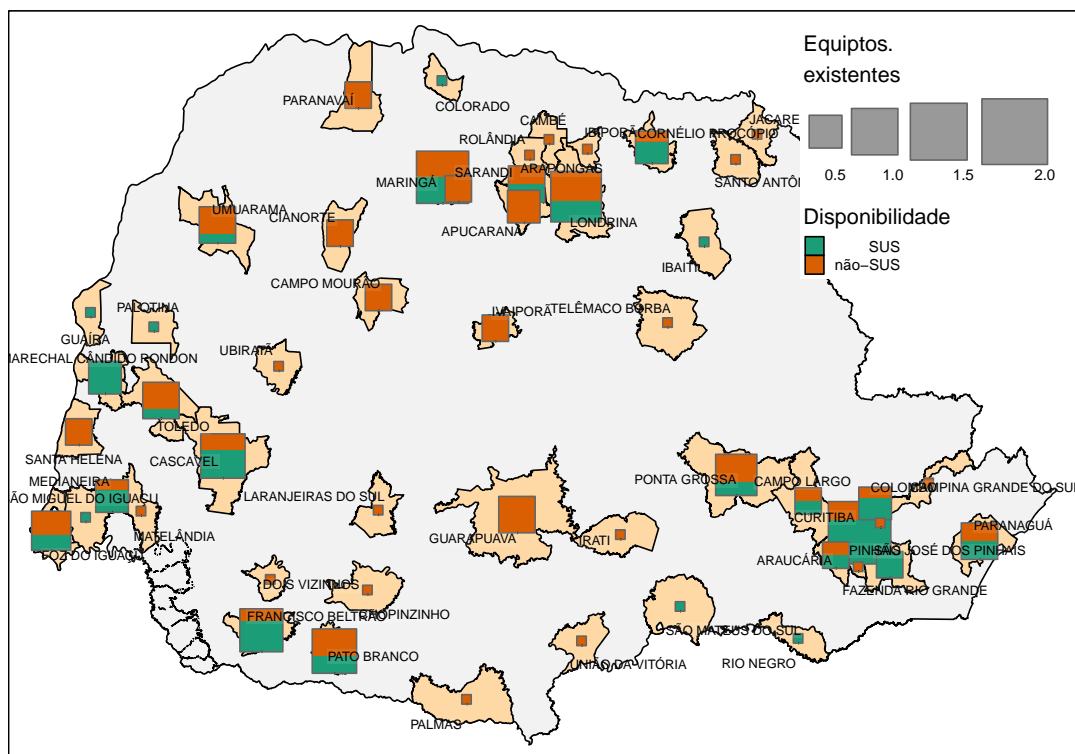 Equiptos.
existentes
0.5
1.0
1.5
2.0
Disponibilidade
SUS
não−SUS
PARANAVAÍ
COLORADO
CAMBÉ
ROLÂNDIA
IBIPORÃ
CORNÉLIO PROCÓPIO
JACARE
SANTO ANTÔN
MARINGÁ
SARANDI
ARAPONGAS
APUCARANA
LONDRINA
UMUARAMA
CIANORTE
IBAITI
CAMPO MOURÃO
IVAIPORÃ
TELÊMACO BORBA
PALOTINA
GUAÍRA
MARECHAL CÂNDIDO RONDON
UBIRATÃ
TOLEDO
SANTA HELENA
CASCAVEL
MEDIANEIRA
ÃO MIGUEL DO IGUAÇU
MATELÂNDIA
FOZ DO IGUAÇU
LARANJEIRAS DO SUL
GUARAPUAVA
IRATI
PONTA GROSSA
CAMPO LARGO
COLOMBO
CAMPINA GRANDE DO SUL
CURITIBA
PARANAGUÁ
ARAUCÁRIA
PINHAIS
SÃO JOSÉ DOS PINHAIS
FAZENDA RIO GRANDE
DOIS VIZINHOS
CHOPINZINHO
FRANCISCO BELTRÃO
PATO BRANCO
SÃO MATEUS DO SUL
RIO NEGRO
UNIÃO DA VITÓRIA
PALMAS